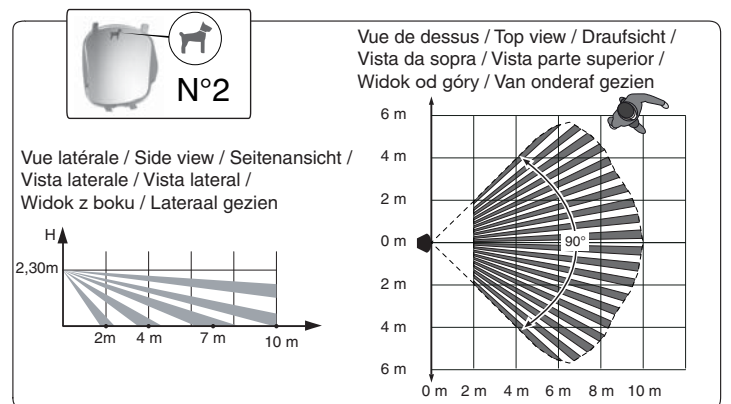 N°2
Vue de dessus / Top view / Draufsicht /
Vista da sopra / Vista parte superior /
Widok od góry / Van onderaf gezien
Vue latérale / Side view / Seitenansicht /
Vista laterale / Vista lateral /
Widok z boku / Lateraal gezien
H
2,30m
2m 4 m 7 m 10 m
6 m
4 m
2 m
0 m
90°
2 m
4 m
6 m
0 m 2 m 4 m 6 m 8 m 10 m